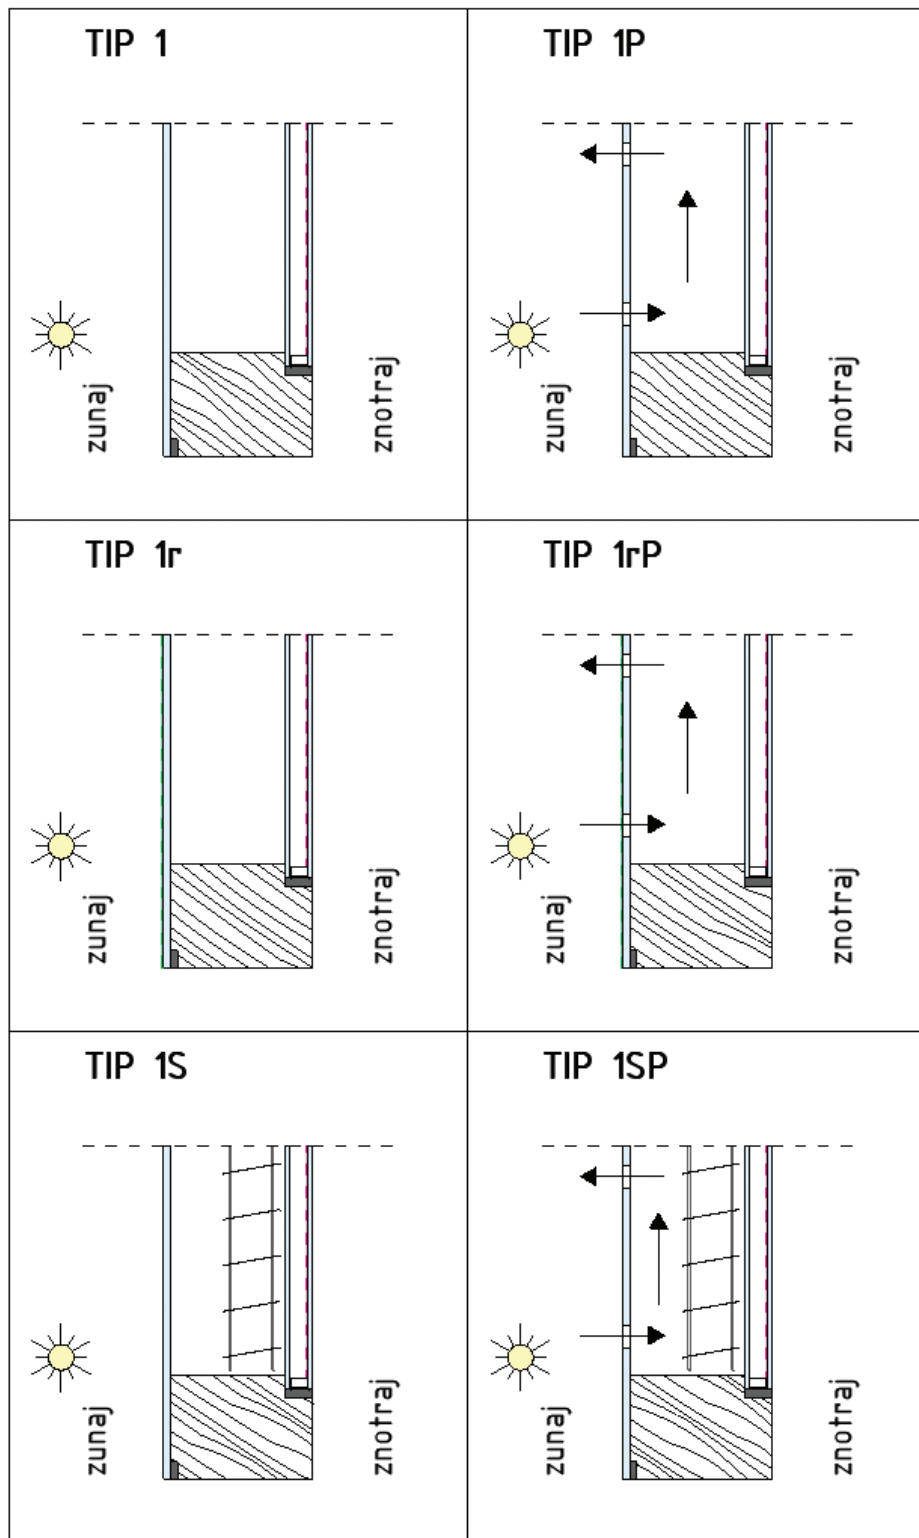 TIP 1
TIP 1P
zunaj
znotraj
zunaj
znotraj
TIP 1r
TIP 1rP
zunaj
znotraj
zunaj
znotraj
TIP 1S
TIP 1SP
zunaj
znotraj
zunaj
znotraj